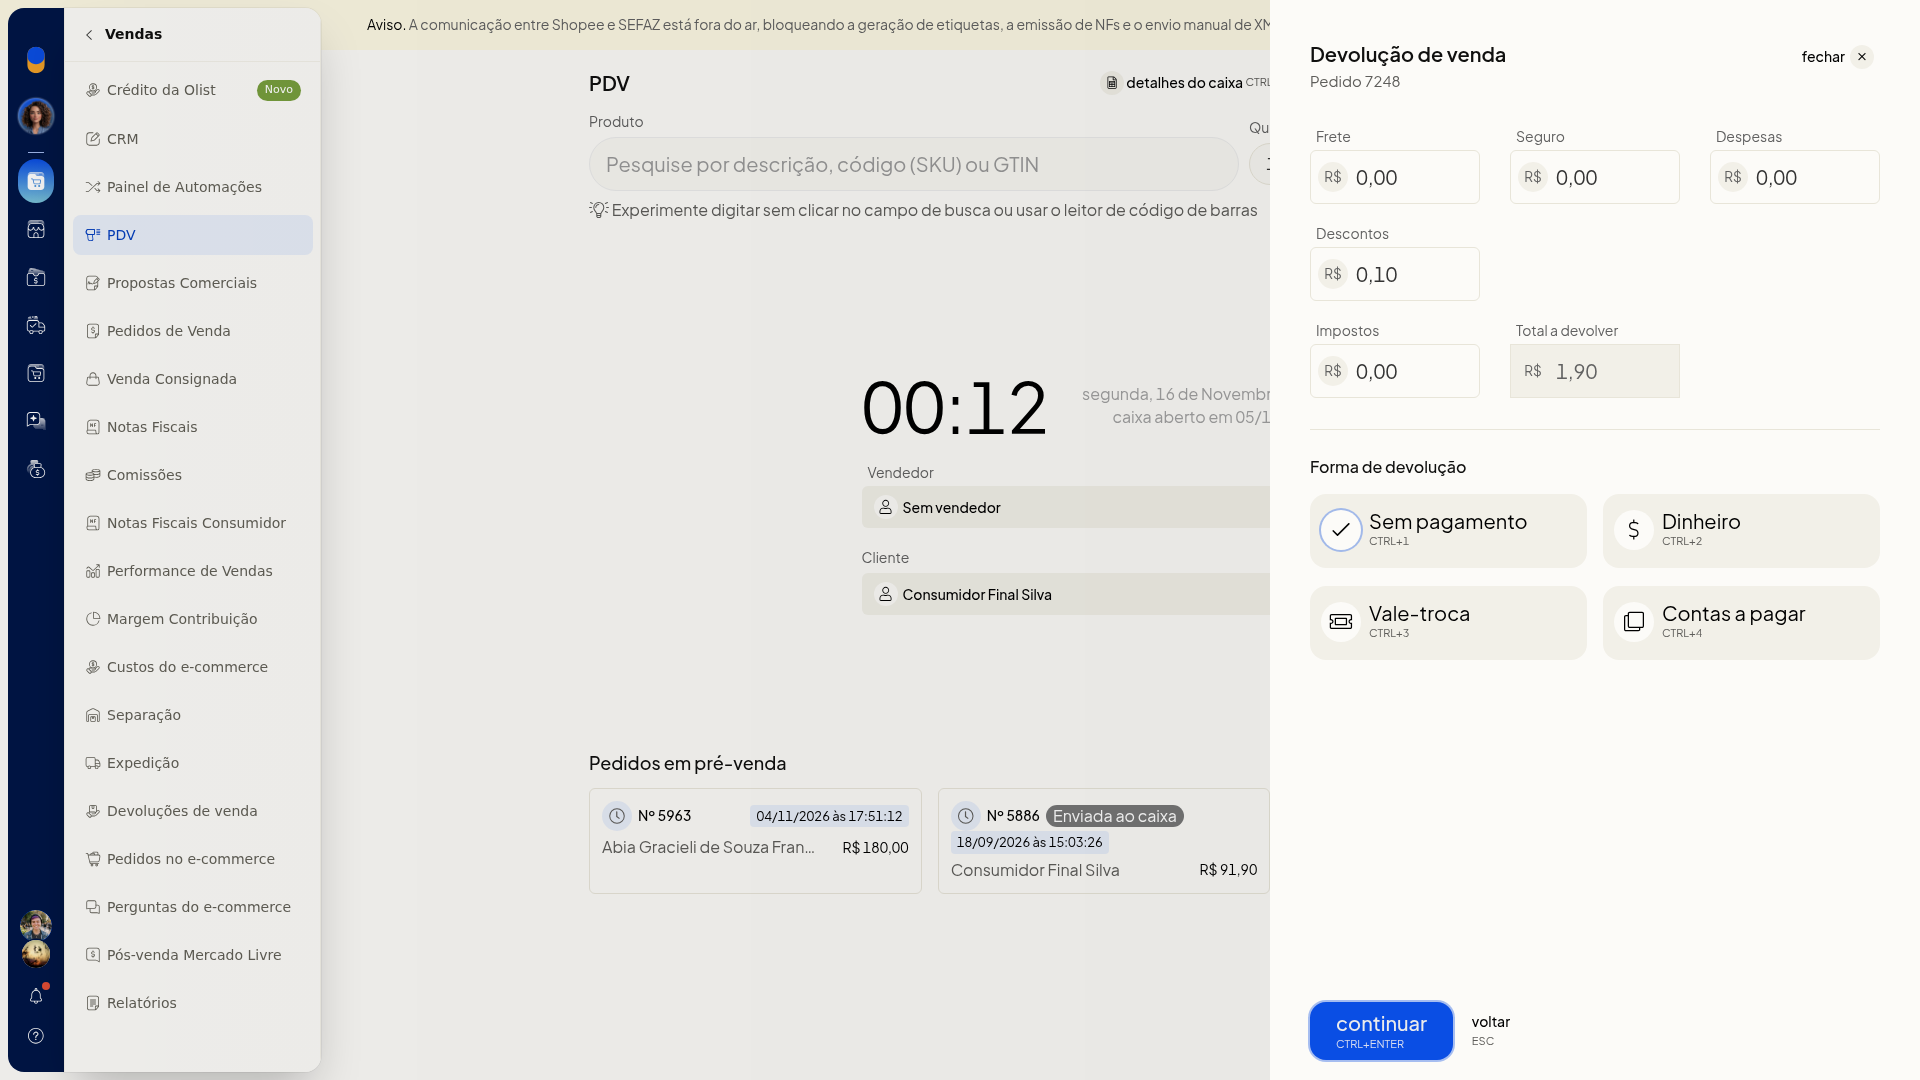 Vendas
Crédito da Olist
Novo
CRM
Painel de Automações
PDV
Propostas Comerciais
Pedidos de Venda
Venda Consignada
Notas Fiscais
Comissões
Notas Fiscais Consumidor
Performance de Vendas
Margem Contribuição
Custos do e-commerce
Separação
Expedição
Devoluções de venda
Pedidos no e-commerce
Perguntas do e-commerce
Pós-venda Mercado Livre
Relatórios
Aviso. A comunicação entre Shopee e SEFAZ está fora do ar, bloqueando a geração de etiquetas, a emissão de NFs e o envio manual de XM
PDV
detalhes do caixa CTRL
Produto
Qu
Pesquise por descrição, código (SKU) ou GTIN
Experimente digitar sem clicar no campo de busca ou usar o leitor de código de barras
00:12
segunda, 16 de Novembr
caixa aberto em 05/1
Vendedor
Sem vendedor
Cliente
Consumidor Final Silva
Pedidos em pré-venda
Nº 5963
04/11/2026 às 17:51:12
Abia Gracieli de Souza Fran...
R$ 180,00
Nº 5886
Enviada ao caixa
18/09/2026 às 15:03:26
Consumidor Final Silva
R$ 91,90
Devolução de venda
fechar
Pedido 7248
Frete
Seguro
Despesas
R$ 0,00
R$ 0,00
R$ 0,00
Descontos
R$ 0,10
Impostos
Total a devolver
R$ 0,00
R$ 1,90
Forma de devolução
Sem pagamento
CTRL+1
Dinheiro
CTRL+2
Vale-troca
CTRL+3
Contas a pagar
CTRL+4
continuar
CTRL+ENTER
voltar
ESC